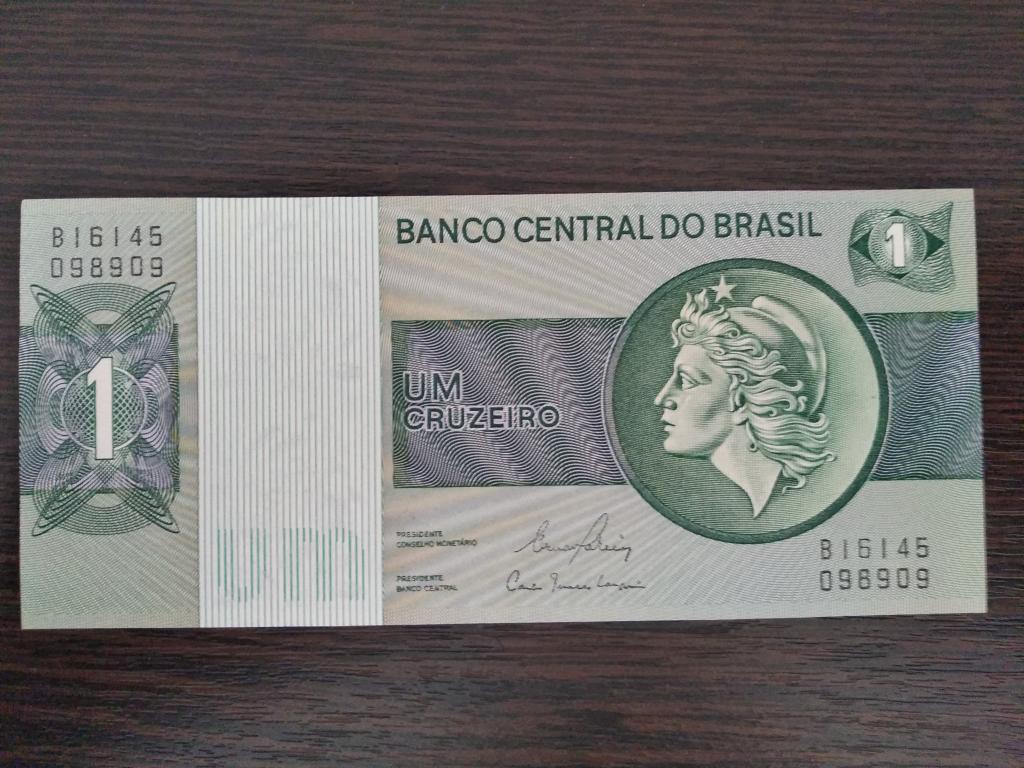 B16145
098909
BANCO CENTRAL DO BRASIL
1
1
UM
CRUZEIRO
UM
PRESIDENTE
CONSELHO MONETÁRIO
PRESIDENTE
BANCO CENTRAL
B16145
098909